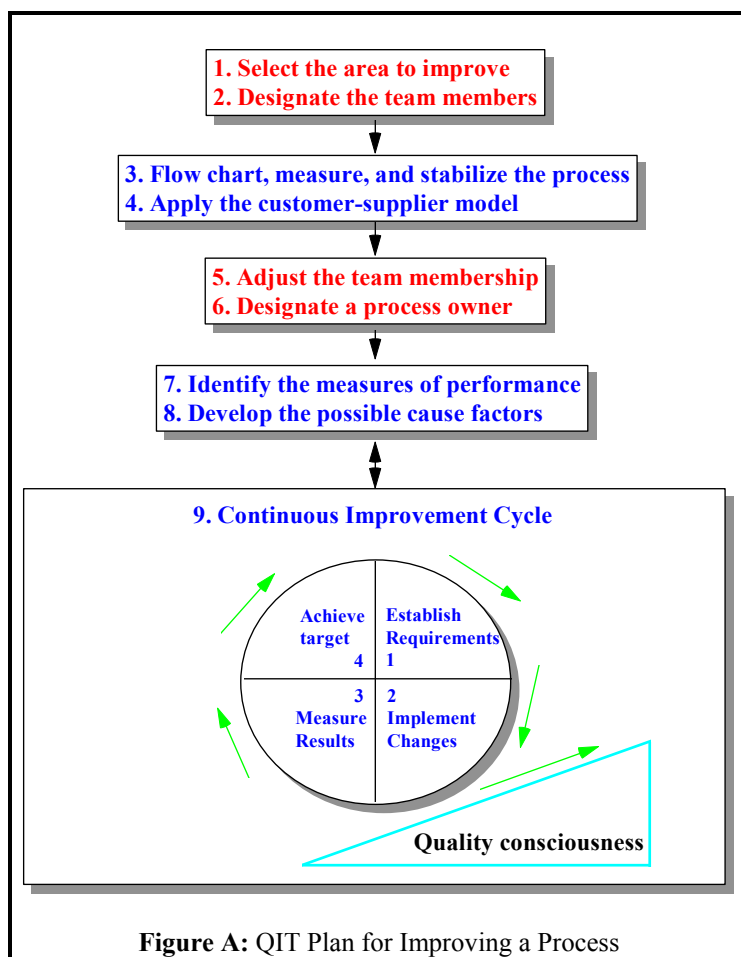 1. Select the area to improve
2. Designate the team members
3. Flow chart, measure, and stabilize the process
4. Apply the customer-supplier model
5. Adjust the team membership
6. Designate a process owner
7. Identify the measures of performance
8. Develop the possible cause factors
9. Continuous Improvement Cycle
Achieve
target
4
Establish
Requirements
1
3
Measure
Results
2
Implement
Changes
Quality consciousness
Figure A: QIT Plan for Improving a Process